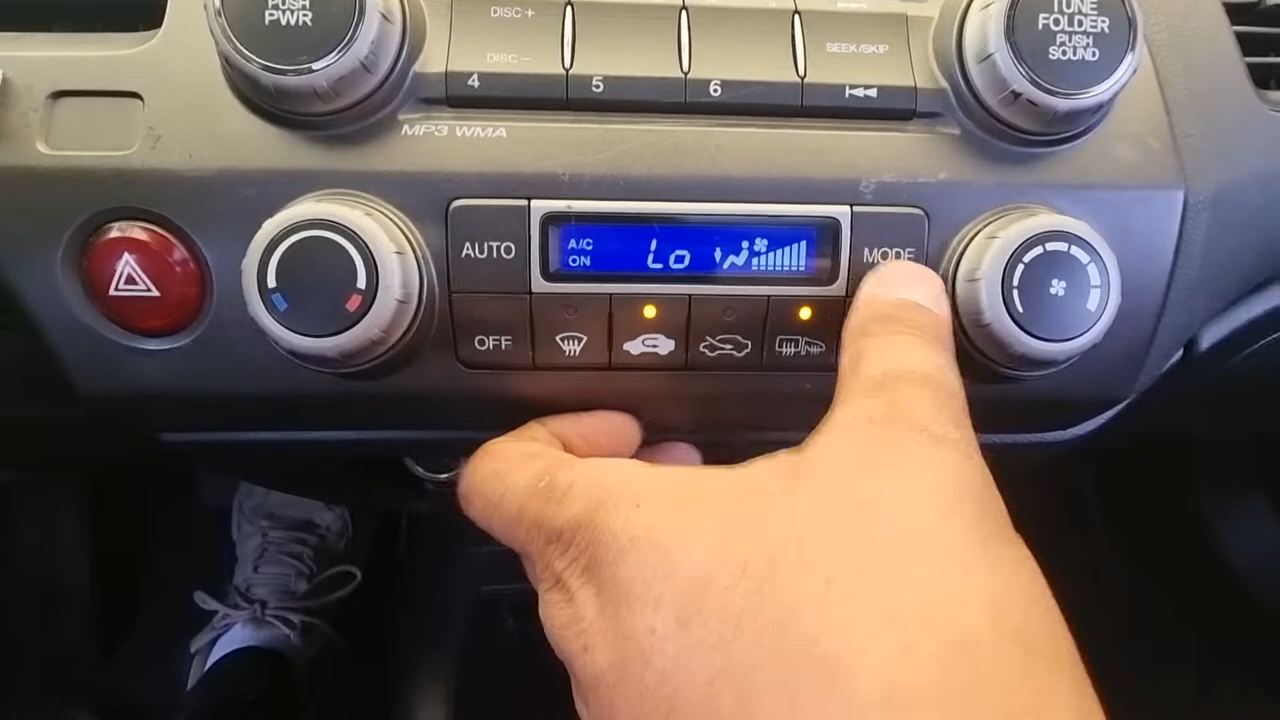 PUSH
PWR
DISC +
DISC −
4
5
6
SEEK/SKIP
TUNE
FOLDER
PUSH
SOUND
MP3 WMA
AUTO
A/C
ON
Lo
MODE
OFF